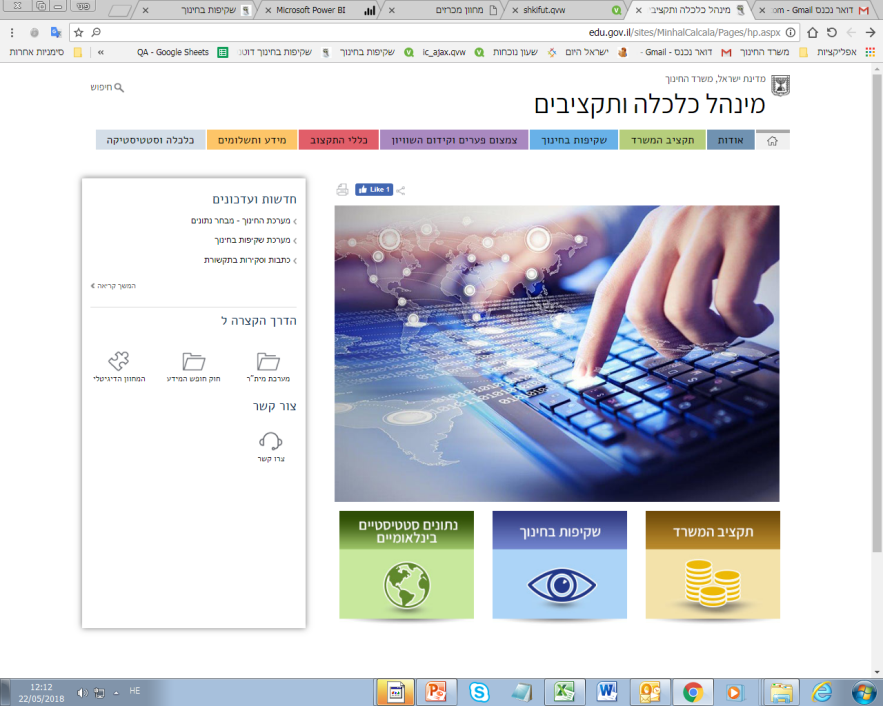 דואר נכנס - Gmail - om
מינהל כלכלה ותקציב
shkifut.qvw
מחוון מכרזים
Microsoft Power BI
שקיפות בחינוך
edu.gov.il/sites/MinhalCalcala/Pages/hp.aspx
אפליקציות
משרד החינוך
דואר נכנס - Gmail -
ישראל היום
שעון נוכחות
ic_ajax.qvw
שקיפות בחינוך
שקיפות בחינוך
QA - Google Sheets
»
סימניות אחרות
מדינת ישראל, משרד החינוך
מינהל כלכלה ותקציבים
חיפוש
אודות
תקציב המשרד
שקיפות בחינוך
צמצום פערים וקידום השוויון
כללי התקצוב
מידע ותשלומים
כלכלה וסטטיסטיקה
Like 1
חדשות ועדכונים
מערכת החינוך - מבחר נתונים
מערכת שקיפות בחינוך
כתבות וסקירות בתקשורת
המשך קריאה
הדרך הקצרה ל
מערכת מית"ר
חוק חופש המידע
המחוון הדיגיטלי
צור קשר
צרו קשר
תקציב המשרד
שקיפות בחינוך
נתונים סטטיסטיים
בינלאומיים
HE
12:12
22/05/2018